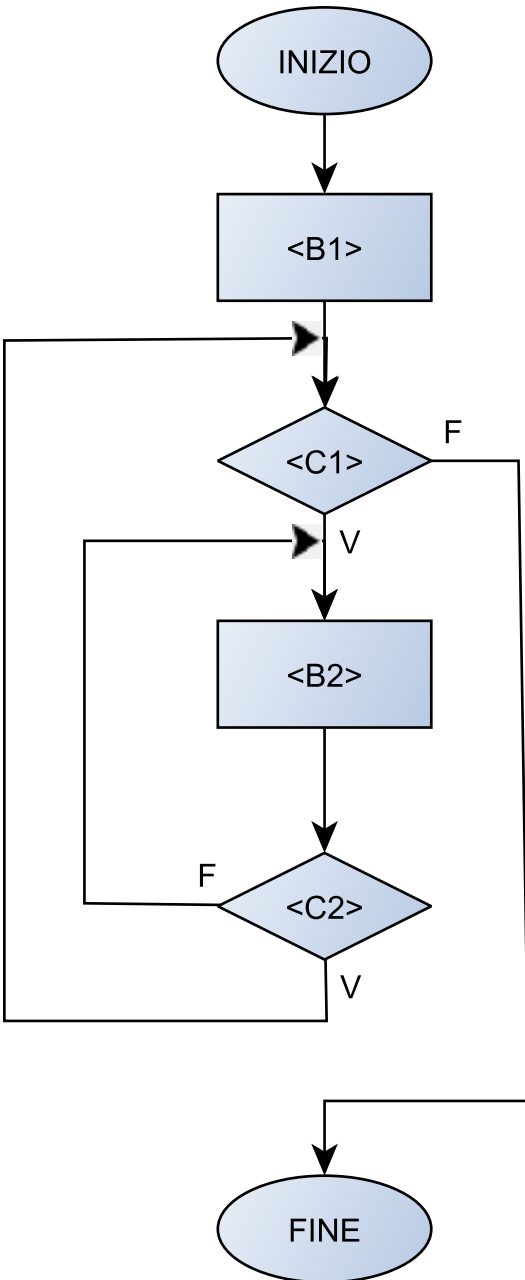 INIZIO
<B1>
<C1>
F
V
<B2>
F
<C2>
V
FINE